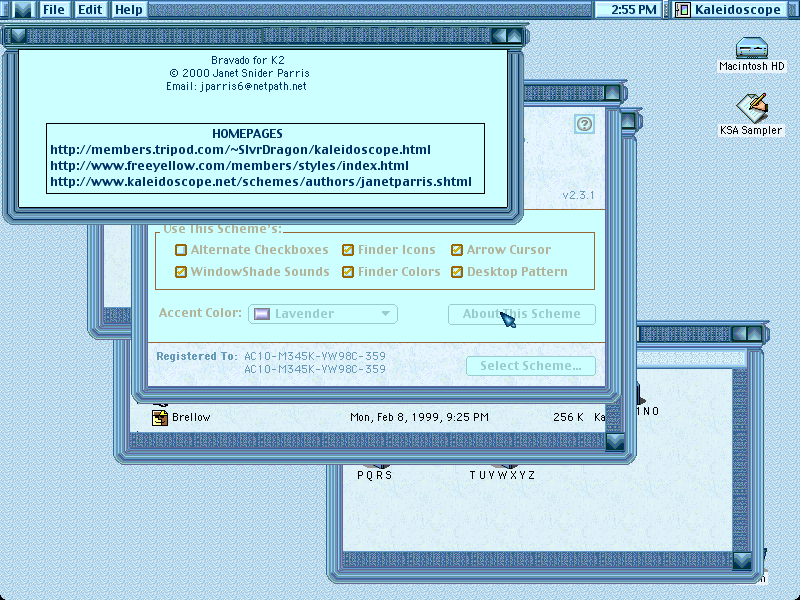 File Edit Help 2:55 PM Kaleidoscope
Bravado for K2
© 2000 Janet Snider Parris
Email: jparris6@netpath.net
HOMEPAGES
http://members.tripod.com/~SlvrDragon/kaleidoscope.html
http://www.freeyellow.com/members/styles/index.html
http://www.kaleidoscope.net/schemes/authors/janetparris.shtml
Macintosh HD
KSA Sampler
v2.3.1
Use This Scheme's:
Alternate Checkboxes Finder Icons Arrow Cursor
WindowShade Sounds Finder Colors Desktop Pattern
Accent Color: Lavender About This Scheme
Registered To: AC10-M345K-VW98C-359
AC10-M345K-VW98C-359
Select Scheme...
Brellow Mon, Feb 8, 1999, 9:25 PM 256 K Ka
PQRS TUVWXYZ